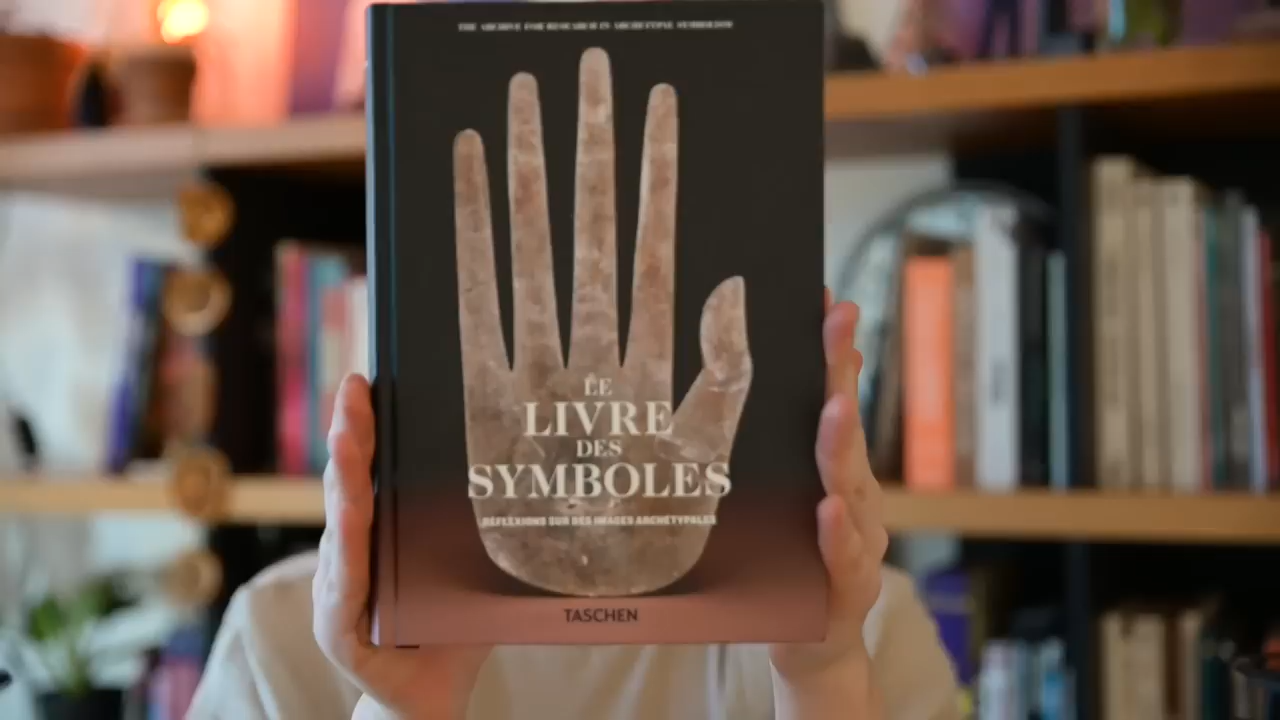 THE ARCHIVE FOR RESEARCH IN ARCHETYPAL SYMBOLISM
LE
LIVRE
DES
SYMBOLES
RÉFLEXIONS SUR DES IMAGES ARCHÉTYPALES
TASCHEN